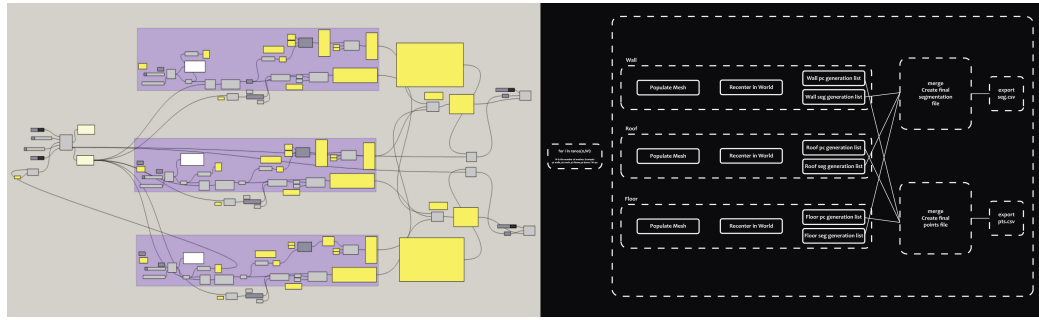 Wall
Populate Mesh
Recenter in World
Wall pc generation list
Wall seg generation list
Roof
Populate Mesh
Recenter in World
Roof pc generation list
Roof seg generation list
Floor
Populate Mesh
Recenter in World
Floor pc generation list
Floor seg generation list
merge
Create final
segmentation
file
export
seg.csv
merge
Create final
points file
export
pts.csv